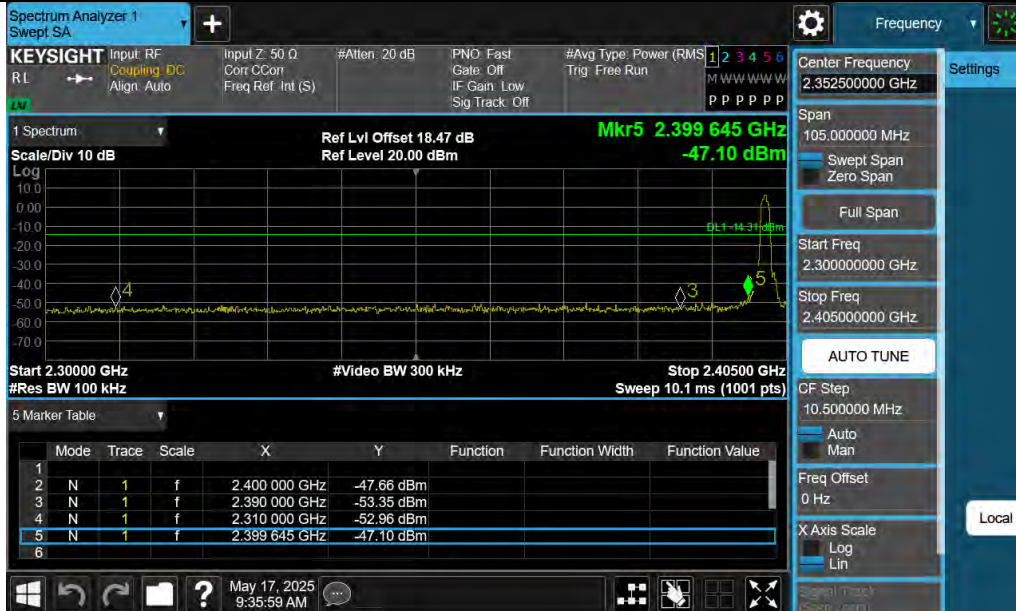 Spectrum Analyzer 1
Swept SA
Frequency
KEYSIGHT
RL
LNI
Input: RF
Coupling: DC
Align: Auto
Input Z: 50 Ω
Corr CCorr
Freq Ref: Int (S)
#Atten: 20 dB
PNO: Fast
Gate: Off
IF Gain: Low
Sig Track: Off
#Avg Type: Power (RMS
Trig: Free Run
1 2 3 4 5 6
M W W W W W
P P P P P P
1 Spectrum
Scale/Div 10 dB
Ref Lvl Offset 18.47 dB
Ref Level 20.00 dBm
Mkr5 2.399 645 GHz
-47.10 dBm
Log
10.0
0.00
-10.0
-20.0
-30.0
-40.0
-50.0
-60.0
-70.0
DL1 -14.31 dBm
4
3
5
Start 2.30000 GHz
#Res BW 100 kHz
#Video BW 300 kHz
Stop 2.40500 GHz
Sweep 10.1 ms (1001 pts)
5 Marker Table
Mode Trace Scale X Y Function Function Width Function Value
1
2 N 1 f 2.400 000 GHz -47.66 dBm
3 N 1 f 2.390 000 GHz -53.35 dBm
4 N 1 f 2.310 000 GHz -52.96 dBm
5 N 1 f 2.399 645 GHz -47.10 dBm
6
May 17, 2025
9:35:59 AM
Center Frequency
2.352500000 GHz
Settings
Span
105.000000 MHz
Swept Span
Zero Span
Full Span
Start Freq
2.300000000 GHz
Stop Freq
2.405000000 GHz
AUTO TUNE
CF Step
10.500000 MHz
Auto
Man
Freq Offset
0 Hz
Local
X Axis Scale
Log
Lin
Signal Track
(Span Zoom)